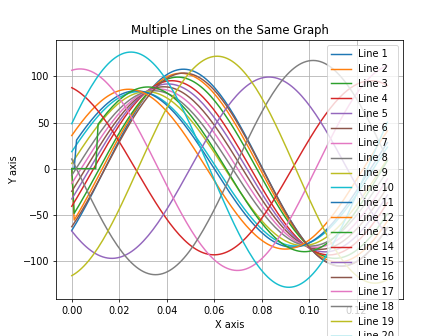 Multiple Lines on the Same Graph
Y axis
100
50
0
−50
−100
0.00
0.02
0.04
0.06
0.08
0.10
X axis
Line 1
Line 2
Line 3
Line 4
Line 5
Line 6
Line 7
Line 8
Line 9
Line 10
Line 11
Line 12
Line 13
Line 14
Line 15
Line 16
Line 17
Line 18
Line 19
Line 20